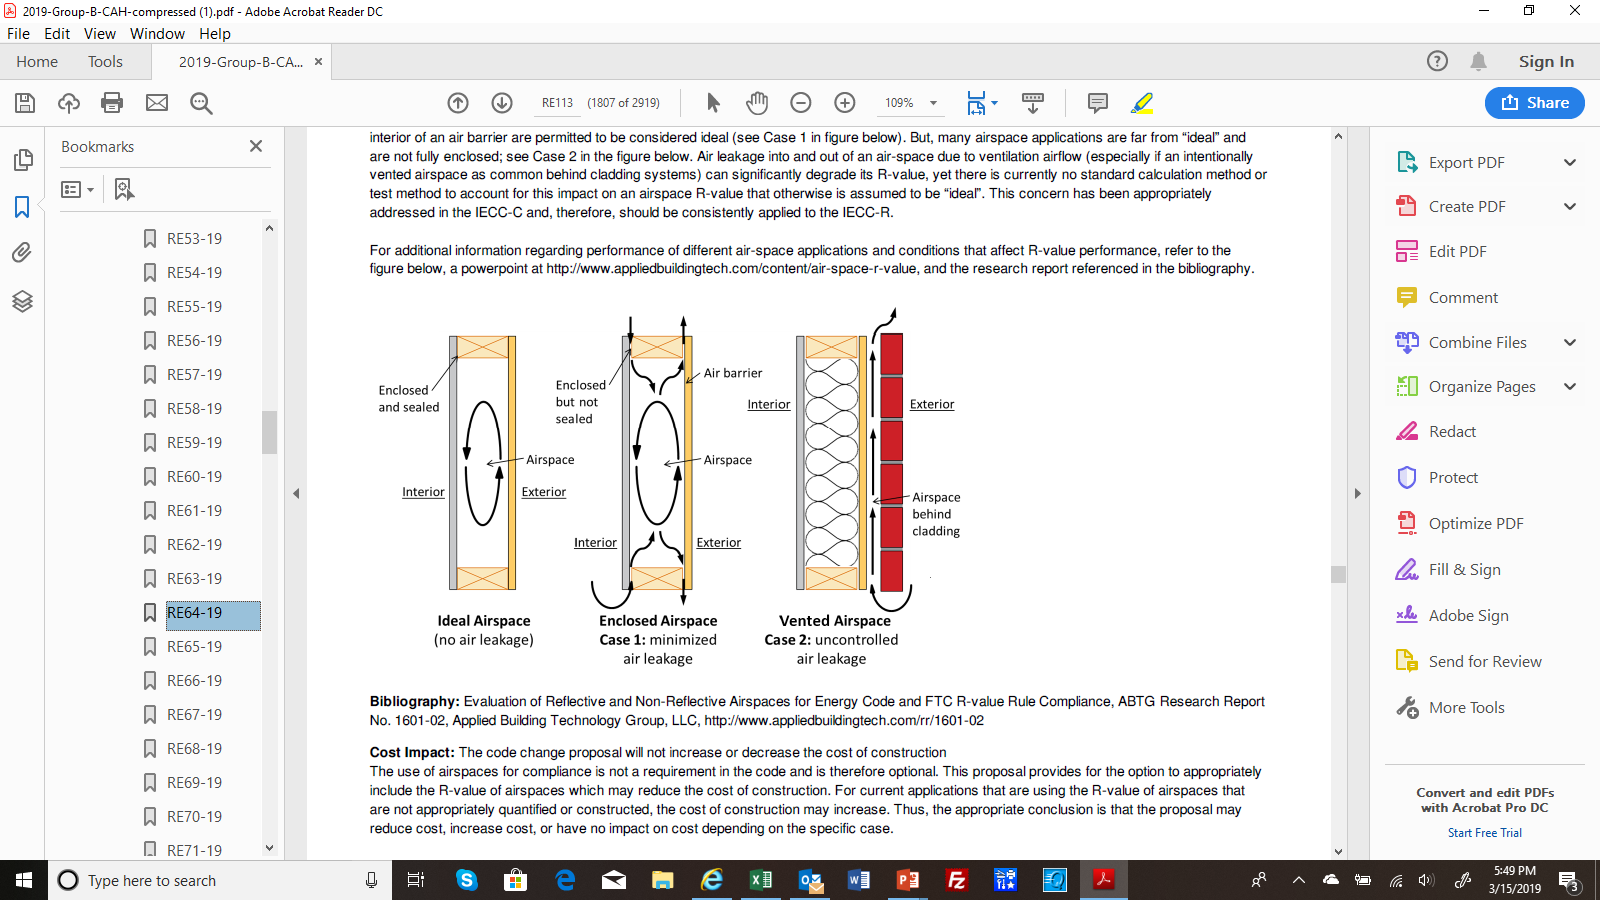 2019-Group-B-CAH-compressed (1).pdf - Adobe Acrobat Reader DC
File Edit View Window Help
Home Tools 2019-Group-B-CA... × Sign In
RE113 (1807 of 2919) 109% Share
Bookmarks
RE53-19
RE54-19
RE55-19
RE56-19
RE57-19
RE58-19
RE59-19
RE60-19
RE61-19
RE62-19
RE63-19
RE64-19
RE65-19
RE66-19
RE67-19
RE68-19
RE69-19
RE70-19
RE71-19
interior of an air barrier are permitted to be considered ideal (see Case 1 in figure below). But, many airspace applications are far from “ideal” and
are not fully enclosed; see Case 2 in the figure below. Air leakage into and out of an air-space due to ventilation airflow (especially if an intentionally
vented airspace as common behind cladding systems) can significantly degrade its R-value, yet there is currently no standard calculation method or
test method to account for this impact on an airspace R-value that otherwise is assumed to be “ideal”. This concern has been appropriately
addressed in the IECC-C and, therefore, should be consistently applied to the IECC-R.
For additional information regarding performance of different air-space applications and conditions that affect R-value performance, refer to the
figure below, a powerpoint at http://www.appliedbuildingtech.com/content/air-space-r-value, and the research report referenced in the bibliography.
Enclosed
and sealed
Airspace
Interior
Exterior
Ideal Airspace
(no air leakage)
Enclosed
but not
sealed
Air barrier
Airspace
Interior
Exterior
Enclosed Airspace
Case 1: minimized
air leakage
Interior
Exterior
Airspace
behind
cladding
Vented Airspace
Case 2: uncontrolled
air leakage
Bibliography: Evaluation of Reflective and Non-Reflective Airspaces for Energy Code and FTC R-value Rule Compliance, ABTG Research Report
No. 1601-02, Applied Building Technology Group, LLC, http://www.appliedbuildingtech.com/rr/1601-02
Cost Impact: The code change proposal will not increase or decrease the cost of construction
The use of airspaces for compliance is not a requirement in the code and is therefore optional. This proposal provides for the option to appropriately
include the R-value of airspaces which may reduce the cost of construction. For current applications that are using the R-value of airspaces that
are not appropriately quantified or constructed, the cost of construction may increase. Thus, the appropriate conclusion is that the proposal may
reduce cost, increase cost, or have no impact on cost depending on the specific case.
Export PDF
Create PDF
Edit PDF
Comment
Combine Files
Organize Pages
Redact
Protect
Optimize PDF
Fill & Sign
Adobe Sign
Send for Review
More Tools
Convert and edit PDFs
with Acrobat Pro DC
Start Free Trial
Type here to search
5:49 PM
3/15/2019
3